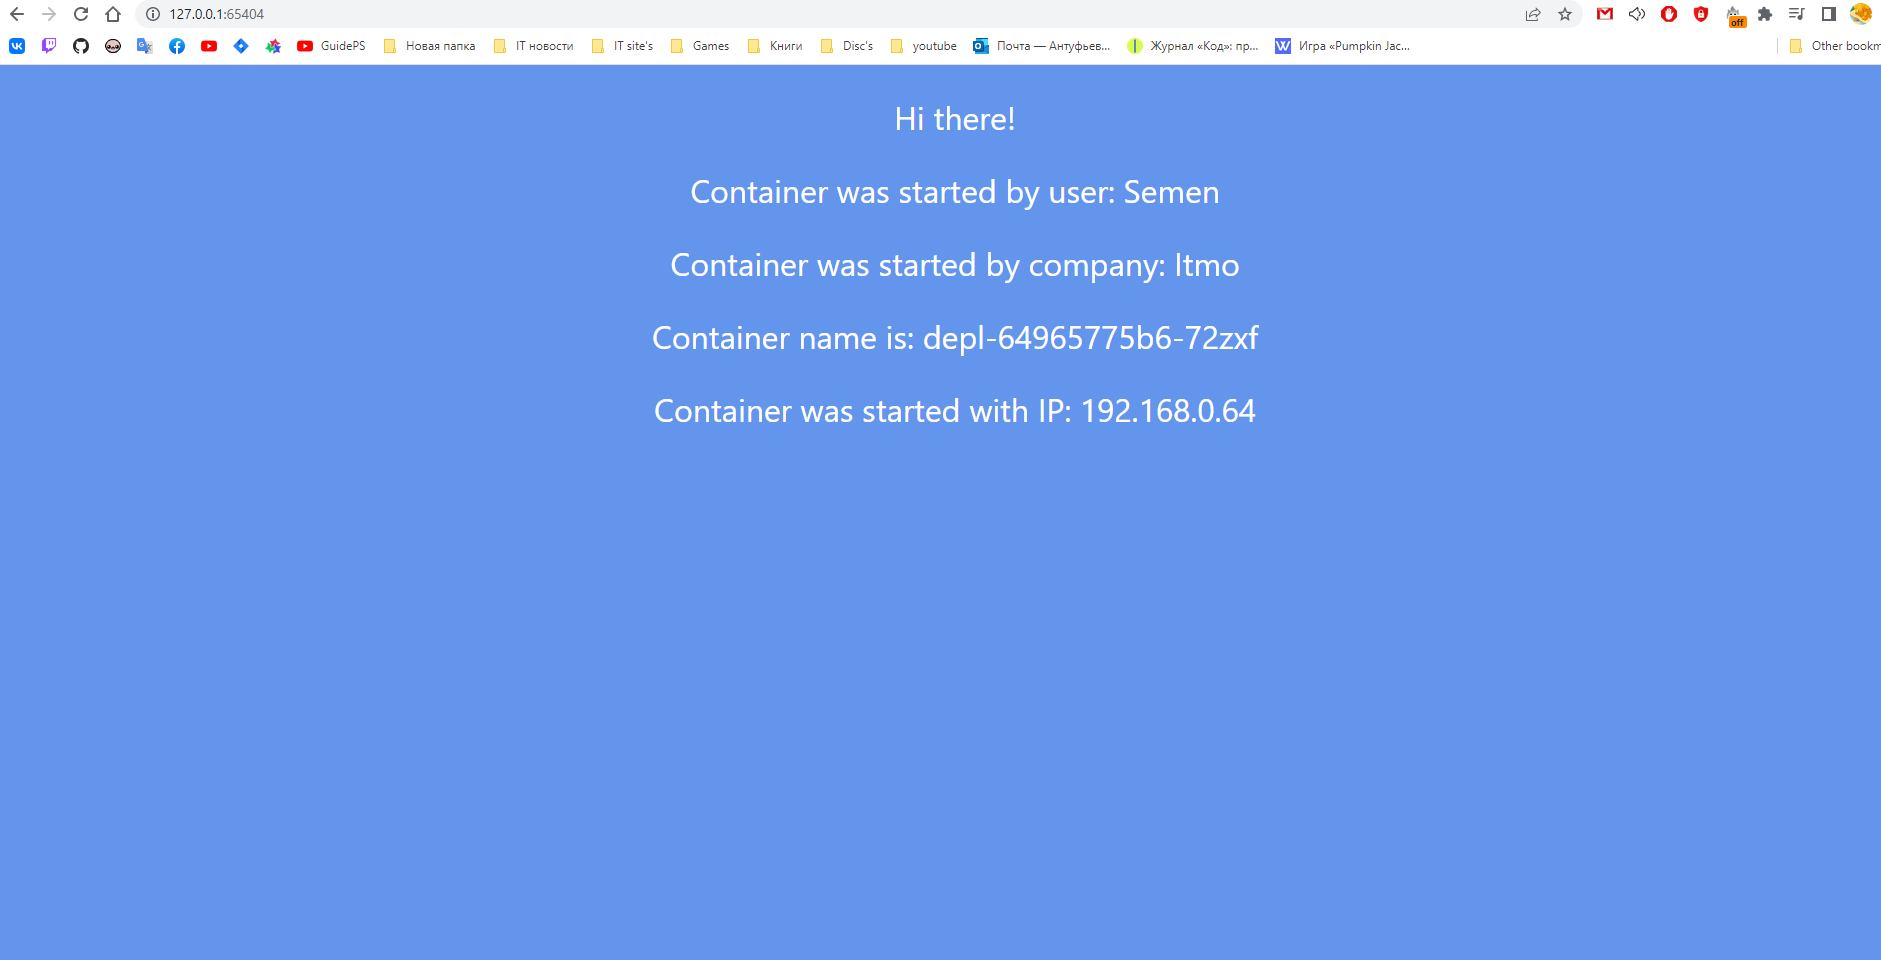 127.0.0.1:65404
off
GuidePS Новая папка IT новости IT site's Games Книги Disc's youtube Почта — Антуфьев... Журнал «Код»: пр... Игра «Pumpkin Jac... Other bookm
Hi there!
Container was started by user: Semen
Container was started by company: Itmo
Container name is: depl-64965775b6-72zxf
Container was started with IP: 192.168.0.64